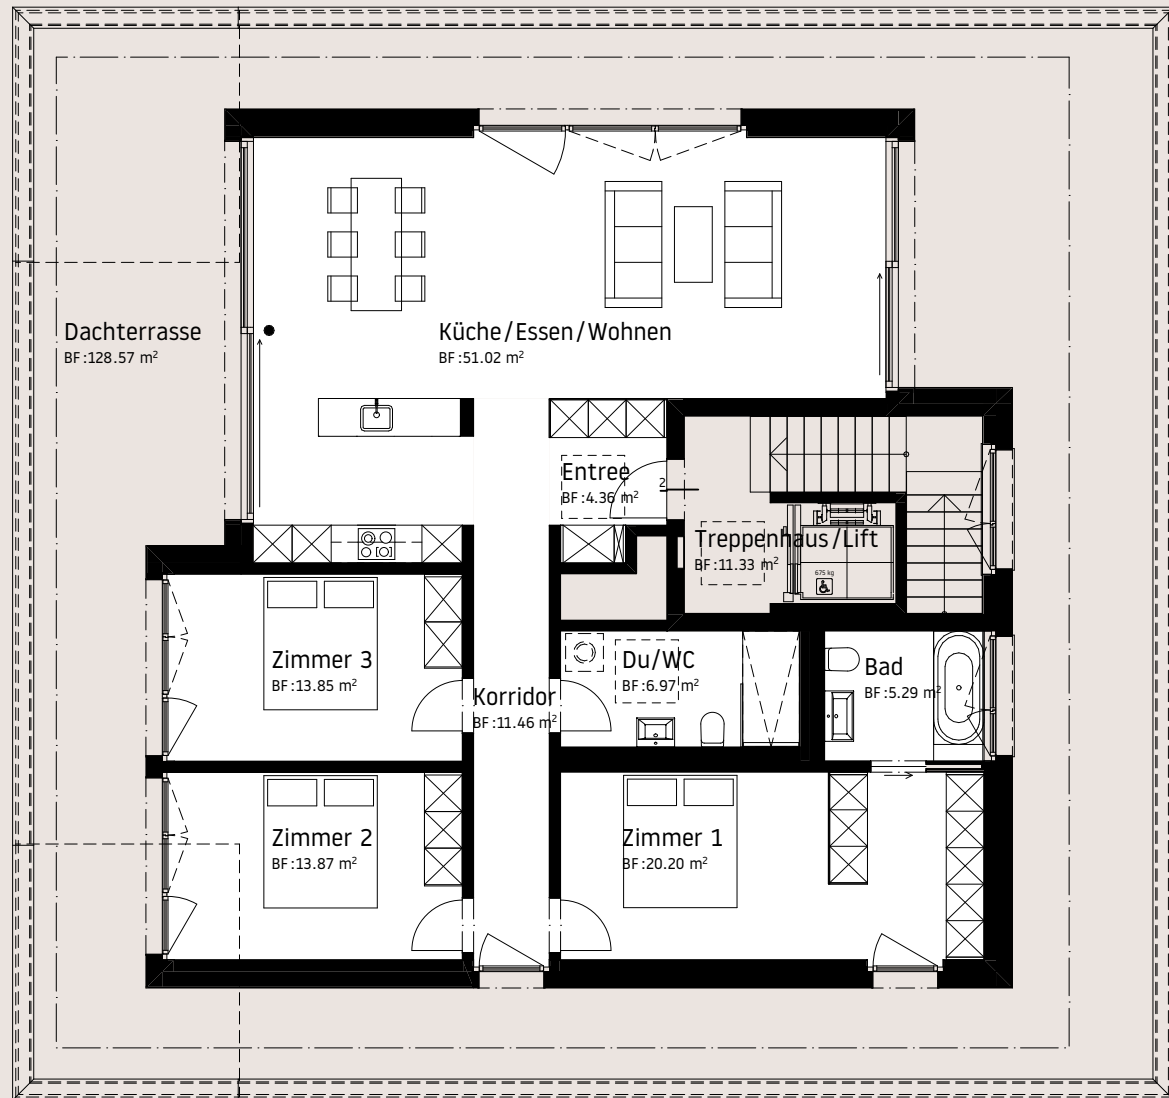 Dachterrasse
BF:128.57 m²
Küche/Essen/Wohnen
BF:51.02 m²
Entree
BF:4.36 m²
2
Treppenhaus/Lift
BF:11.33 m²
675 kg
Zimmer 3
BF:13.85 m²
Korridor
BF:11.46 m²
Du/WC
BF:6.97 m²
Bad
BF:5.29 m²
Zimmer 2
BF:13.87 m²
Zimmer 1
BF:20.20 m²